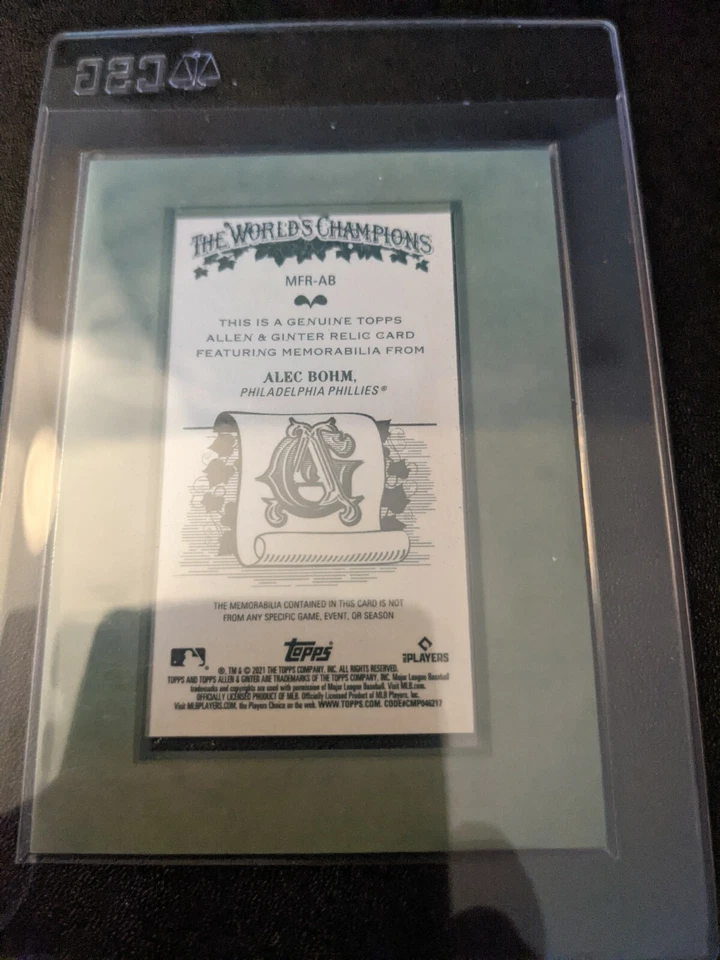 CSG
THE WORLD'S CHAMPIONS
MFR-AB
THIS IS A GENUINE TOPPS
ALLEN & GINTER RELIC CARD
FEATURING MEMORABILIA FROM
ALEC BOHM,
PHILADELPHIA PHILLIES®
AG
THE MEMORABILIA CONTAINED IN THIS CARD IS NOT
FROM ANY SPECIFIC GAME, EVENT, OR SEASON
Topps
PLAYERS
®, TM & © 2021 THE TOPPS COMPANY, INC. ALL RIGHTS RESERVED.
TOPPS AND TOPPS ALLEN & GINTER ARE TRADEMARKS OF THE TOPPS COMPANY, INC. Major League Baseball
trademarks and copyrights are used with permission of Major League Baseball. Visit MLB.com.
OFFICIALLY LICENSED PRODUCT OF MLB Players, Inc.
Visit MLBPLAYERS.COM, the Players Choice on the web. WWW.TOPPS.COM. CODE#CMP046217